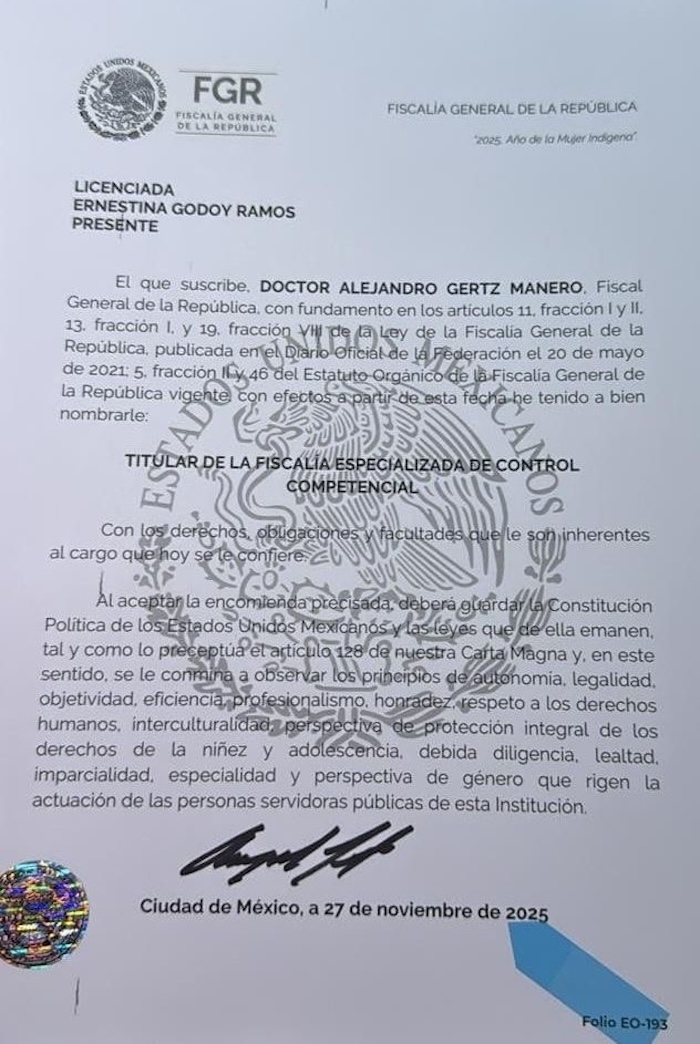 ESTADOS UNIDOS MEXICANOS
FGR
FISCALÍA GENERAL
DE LA REPÚBLICA
FISCALÍA GENERAL DE LA REPÚBLICA
"2025, Año de la Mujer Indígena".
LICENCIADA
ERNESTINA GODOY RAMOS
PRESENTE
El que suscribe, DOCTOR ALEJANDRO GERTZ MANERO, Fiscal
General de la República, con fundamento en los artículos 11, fracción I y II,
13, fracción I, y 19, fracción VIII de la Ley de la Fiscalía General de la
República, publicada en el Diario Oficial de la Federación el 20 de mayo
de 2021; 5, fracción II y 46 del Estatuto Orgánico de la Fiscalía General de
la República vigente, con efectos a partir de esta fecha he tenido a bien
nombrarle:
TITULAR DE LA FISCALÍA ESPECIALIZADA DE CONTROL
COMPETENCIAL
ESTADOS UNIDOS MEXICANOS
Con los derechos, obligaciones y facultades que le son inherentes
al cargo que hoy se le confiere.
Al aceptar la encomienda precisada, deberá guardar la Constitución
Política de los Estados Unidos Mexicanos y las leyes que de ella emanen,
tal y como lo preceptúa el artículo 128 de nuestra Carta Magna y, en este
sentido, se le conmina a observar los principios de autonomía, legalidad,
objetividad, eficiencia, profesionalismo, honradez, respeto a los derechos
humanos, interculturalidad, perspectiva de protección integral de los
derechos de la niñez y adolescencia, debida diligencia, lealtad,
imparcialidad, especialidad y perspectiva de género que rigen la
actuación de las personas servidoras públicas de esta Institución.
Ciudad de México, a 27 de noviembre de 2025
Folio EO-193